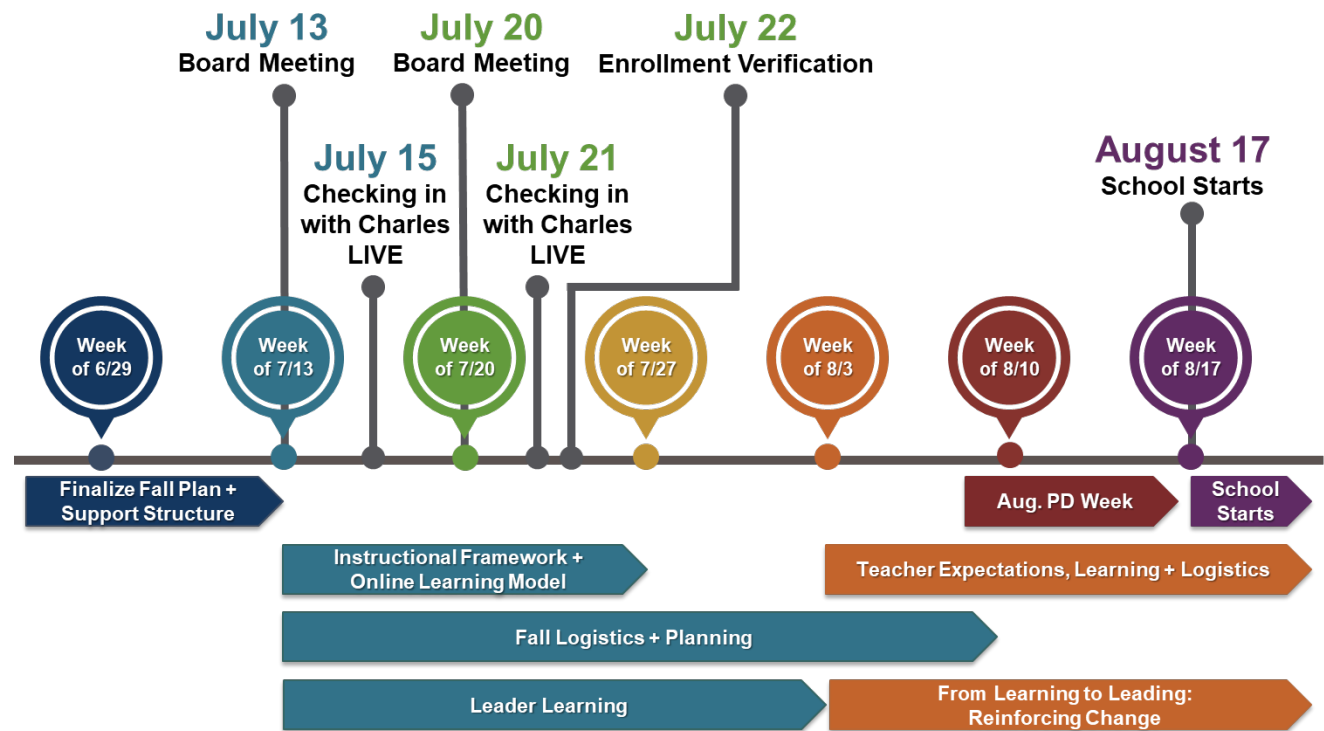 July 13
Board Meeting
July 20
Board Meeting
July 22
Enrollment Verification
July 15
Checking in
with Charles
LIVE
July 21
Checking in
with Charles
LIVE
August 17
School Starts
Week
of 6/29
Week
of 7/13
Week
of 7/20
Week
of 7/27
Week
of 8/3
Week
of 8/10
Week
of 8/17
Finalize Fall Plan +
Support Structure
Aug. PD Week
School
Starts
Instructional Framework +
Online Learning Model
Teacher Expectations, Learning + Logistics
Fall Logistics + Planning
Leader Learning
From Learning to Leading:
Reinforcing Change